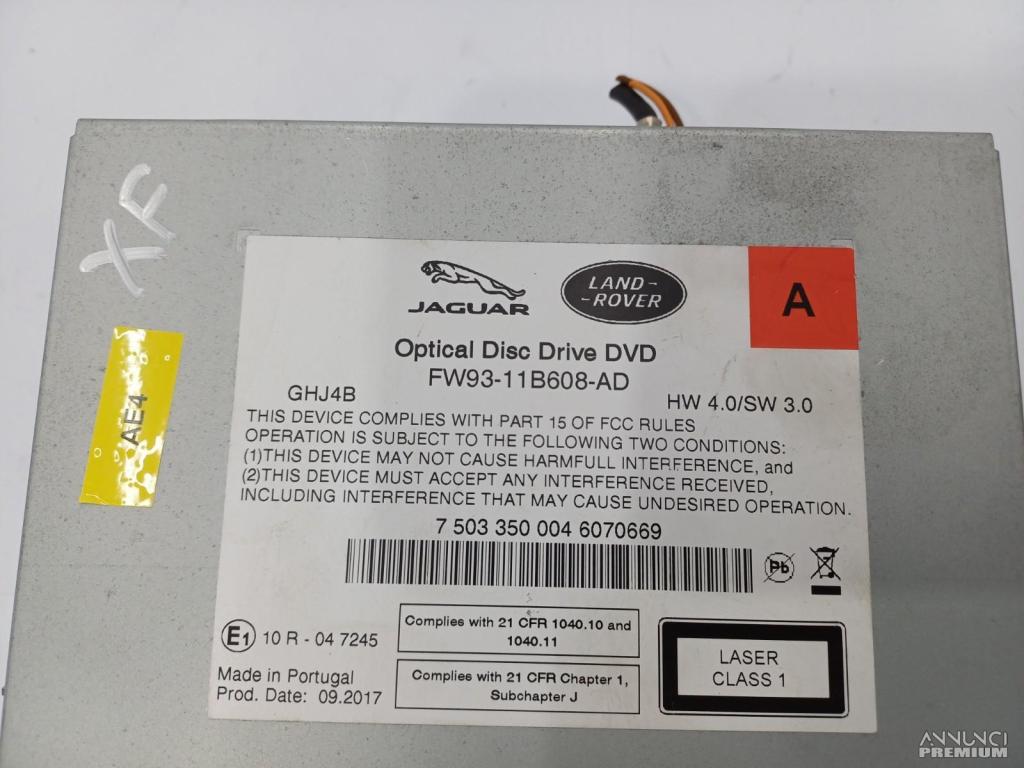 XF
AE4
JAGUAR
LAND-
-ROVER
A
Optical Disc Drive DVD
FW93-11B608-AD
GHJ4B
HW 4.0/SW 3.0
THIS DEVICE COMPLIES WITH PART 15 OF FCC RULES
OPERATION IS SUBJECT TO THE FOLLOWING TWO CONDITIONS:
(1)THIS DEVICE MAY NOT CAUSE HARMFULL INTERFERENCE, and
(2)THIS DEVICE MUST ACCEPT ANY INTERFERENCE RECEIVED,
INCLUDING INTERFERENCE THAT MAY CAUSE UNDESIRED OPERATION.
7 503 350 004 6070669
Pb
E1 10 R - 04 7245
Complies with 21 CFR 1040.10 and
1040.11
Made in Portugal
Prod. Date: 09.2017
Complies with 21 CFR Chapter 1,
Subchapter J
LASER
CLASS 1
ANNUNCI
PREMIUM